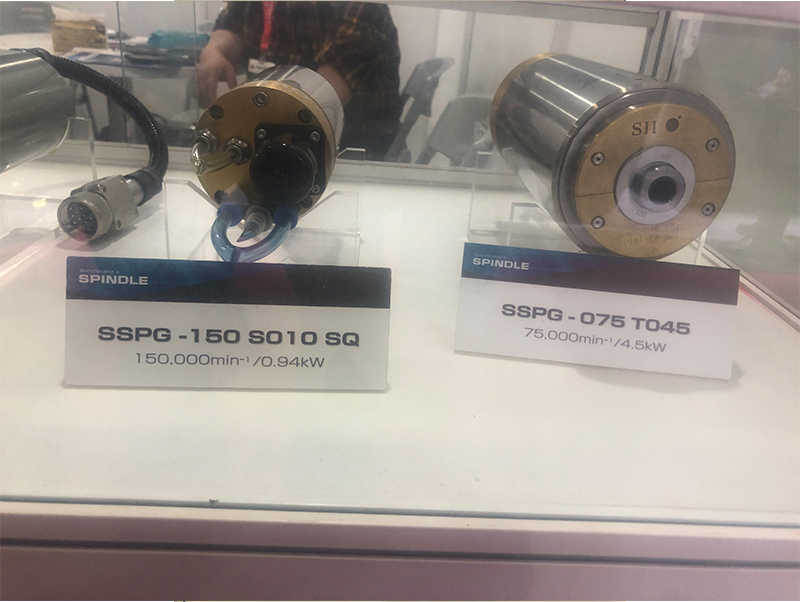 SII
SPINDLE
SSPG -150 S010 SQ
150,000min⁻¹/0.94kW
SPINDLE
SSPG - 075 T045
75,000min⁻¹/4.5kW